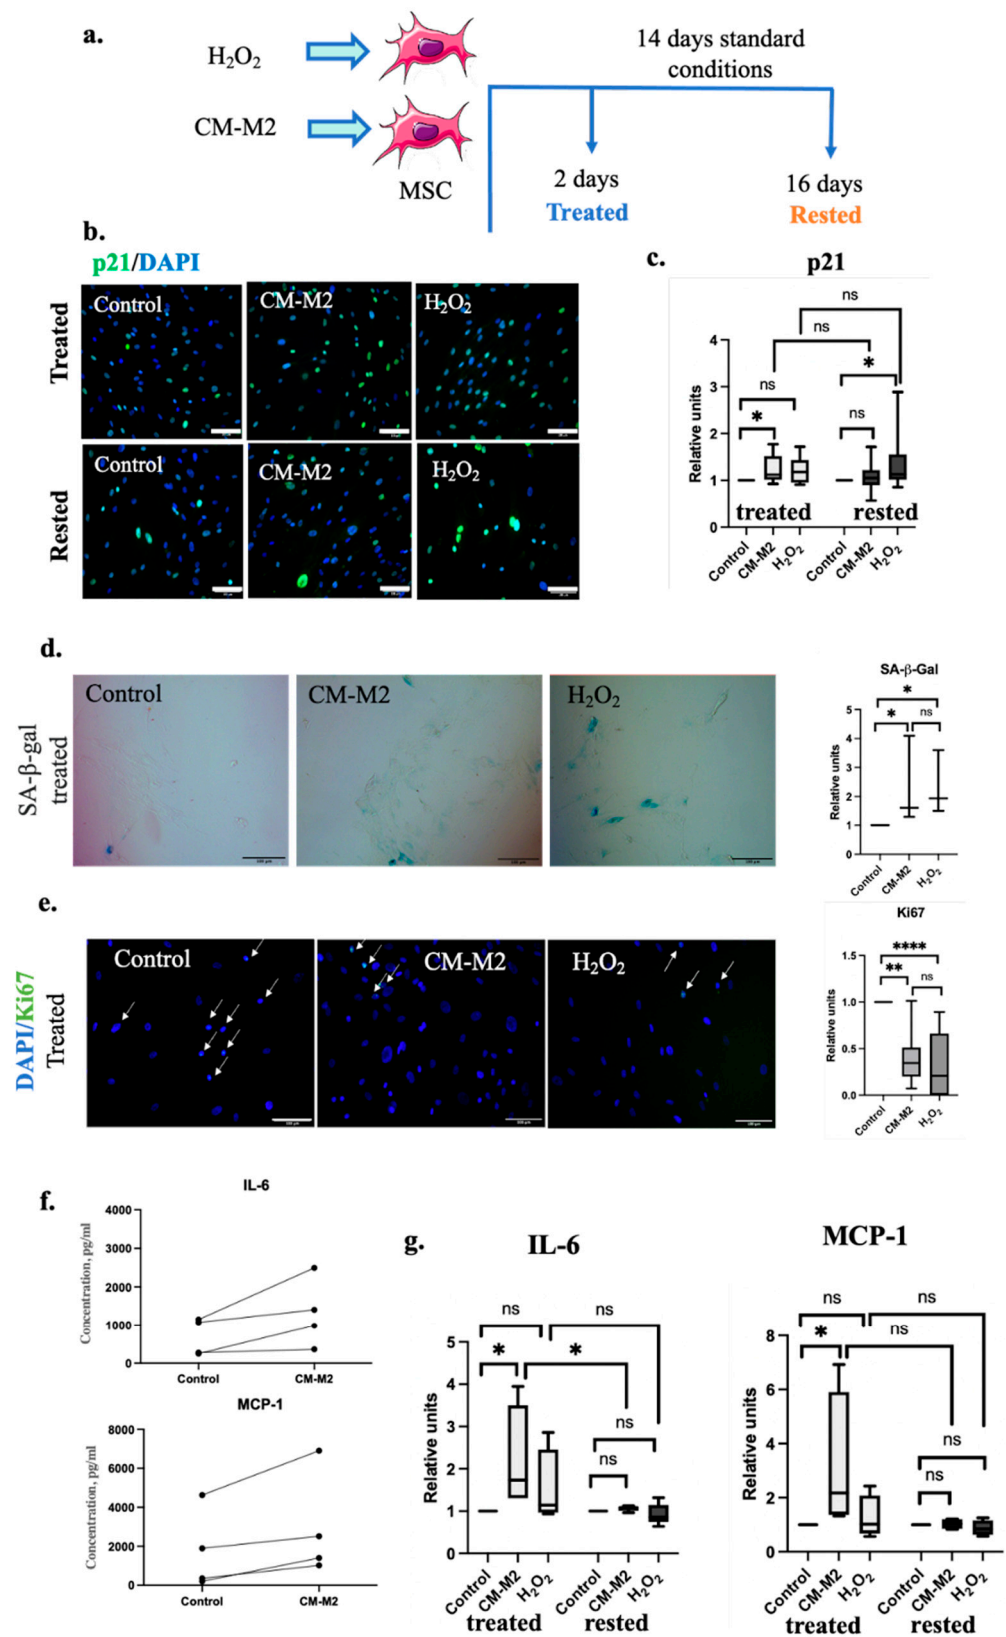 a.
H₂O₂
CM-M2
MSC
14 days standard
conditions
2 days
Treated
16 days
Rested
b.
p21/DAPI
Treated
Control
CM-M2
H₂O₂
Rested
Control
CM-M2
H₂O₂
c.
p21
ns
ns
*
ns
*
ns
Relative units
4
3
2
1
0
treated
rested
Control
CM-M2
H₂O₂
Control
CM-M2
H₂O₂
d.
SA-β-gal
treated
Control
CM-M2
H₂O₂
SA-β-Gal
*
*
ns
Relative units
5
4
3
2
1
0
Control
CM-M2
H₂O₂
e.
DAPI/Ki67
Treated
Control
CM-M2
H₂O₂
Ki67
****
**
ns
Relative units
1.5
1.0
0.5
0.0
Control
CM-M2
H₂O₂
f.
IL-6
Concentration, pg/ml
4000
3000
2000
1000
0
Control
CM-M2
MCP-1
Concentration, pg/ml
8000
6000
4000
2000
0
Control
CM-M2
g.
IL-6
ns
ns
*
*
ns
ns
Relative units
5
4
3
2
1
0
Control
CM-M2
H₂O₂
Control
CM-M2
H₂O₂
treated
rested
MCP-1
ns
ns
*
ns
ns
ns
Relative units
8
6
4
2
0
Control
CM-M2
H₂O₂
Control
CM-M2
H₂O₂
treated
rested